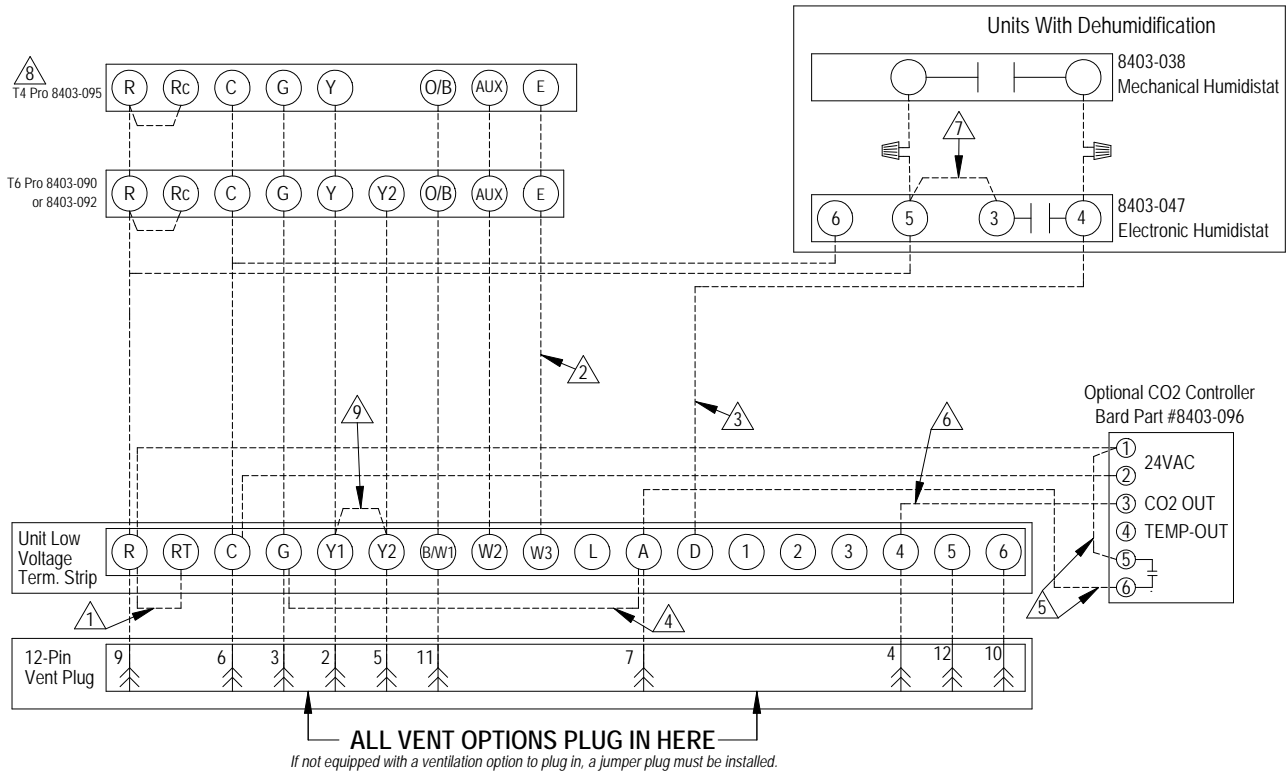 Units With Dehumidification
8403-038
Mechanical Humidistat
8
T4 Pro 8403-095
R Rc C G Y O/B AUX E
7
T6 Pro 8403-090
or 8403-092
R Rc C G Y Y2 O/B AUX E
6 5 3 4
8403-047
Electronic Humidistat
2
3
9
6
Optional CO2 Controller
Bard Part #8403-096
1
24VAC
2
3 CO2 OUT
4 TEMP-OUT
5
6
5
Unit Low
Voltage
Term. Strip
R RT C G Y1 Y2 B/W1 W2 W3 L A D 1 2 3 4 5 6
1
4
12-Pin
Vent Plug
9 6 3 2 5 11 7 4 12 10
ALL VENT OPTIONS PLUG IN HERE
If not equipped with a ventilation option to plug in, a jumper plug must be installed.